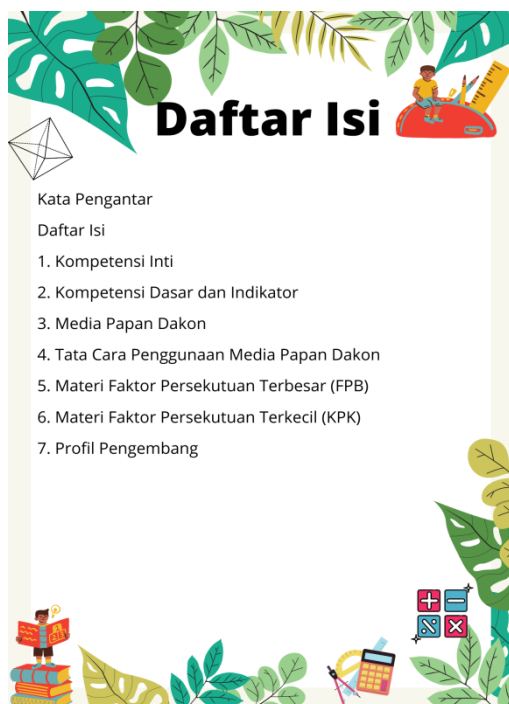 Daftar Isi
Kata Pengantar
Daftar Isi
1. Kompetensi Inti
2. Kompetensi Dasar dan Indikator
3. Media Papan Dakon
4. Tata Cara Penggunaan Media Papan Dakon
5. Materi Faktor Persekutuan Terbesar (FPB)
6. Materi Faktor Persekutuan Terkecil (KPK)
7. Profil Pengembang